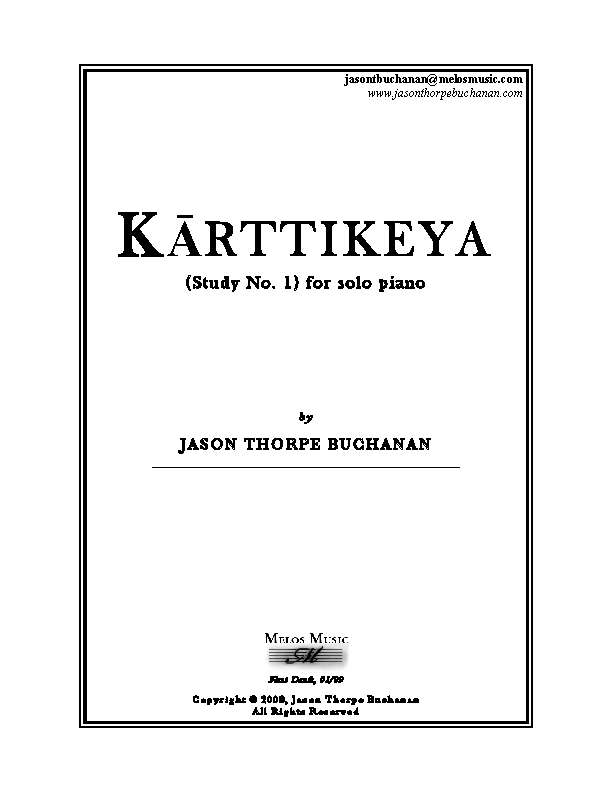 jasontbuchanan@melosmusic.com
www.jasonthorpebuchanan.com
KĀRTTIKEYA
(Study No. 1) for solo piano
by
JASON THORPE BUCHANAN
MELOS MUSIC
M
First Draft, 01/09
Copyright © 2008, Jason Thorpe Buchanan
All Rights Reserved